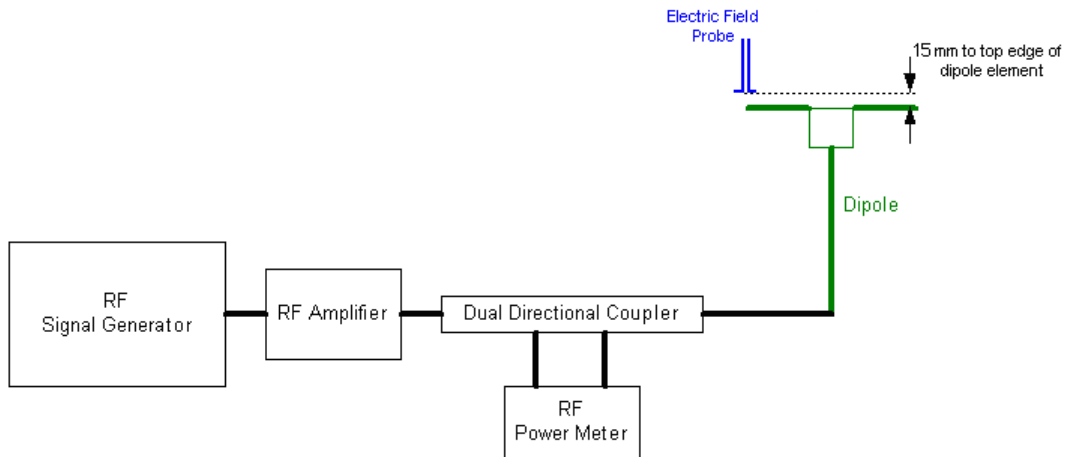 Electric Field
Probe
15 mm to top edge of
dipole element
Dipole
RF
Signal Generator
RF Amplifier
Dual Directional Coupler
RF
Power Meter